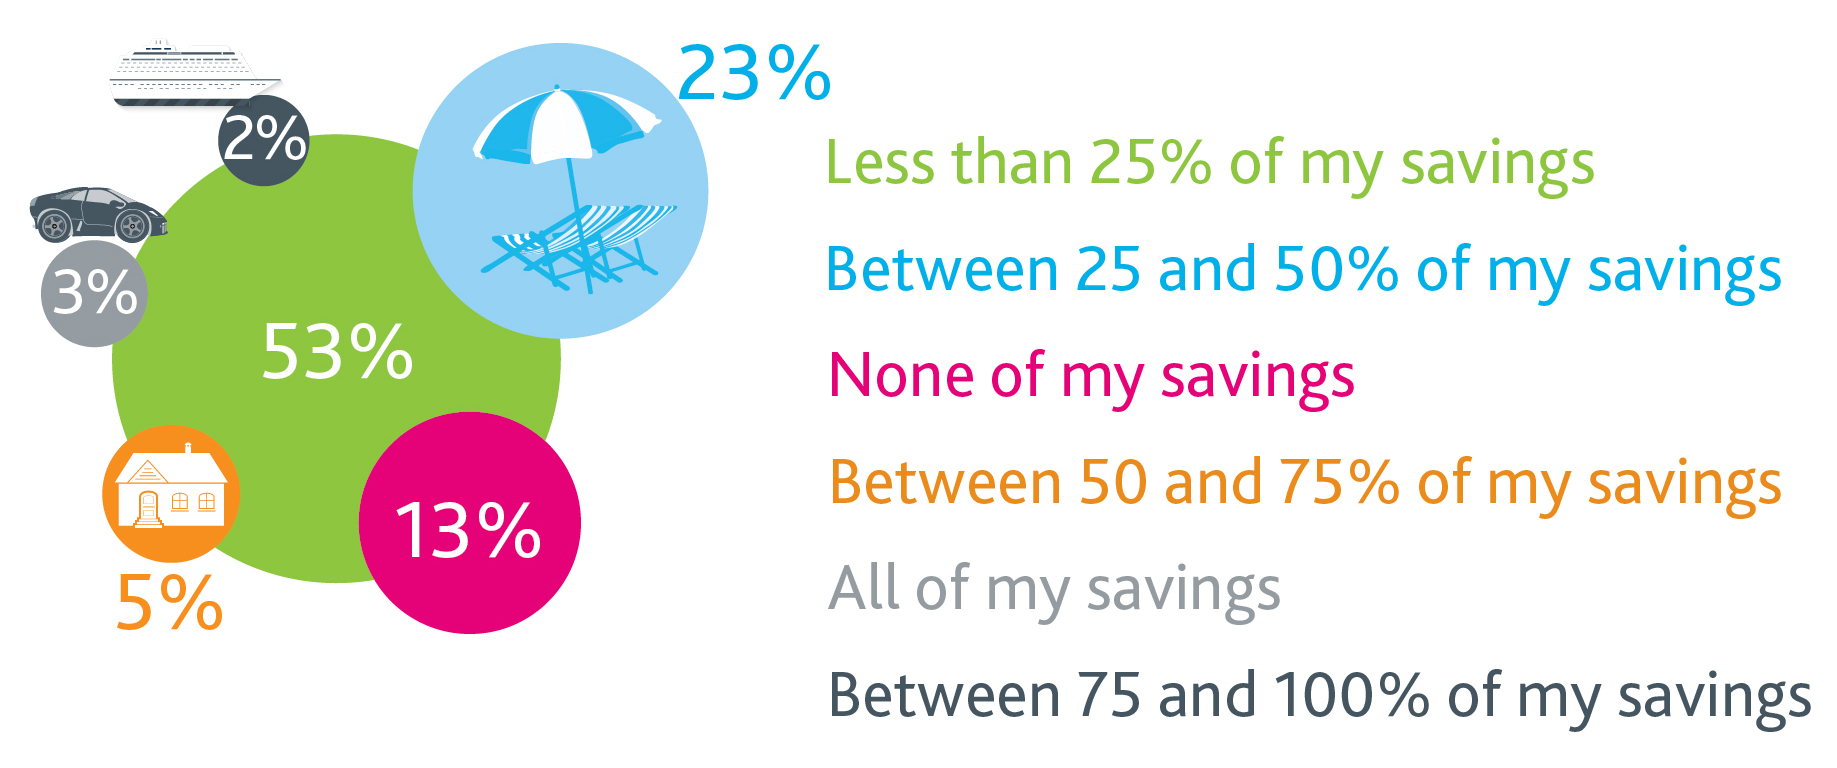 23%
2%
3%
53%
13%
5%
Less than 25% of my savings
Between 25 and 50% of my savings
None of my savings
Between 50 and 75% of my savings
All of my savings
Between 75 and 100% of my savings